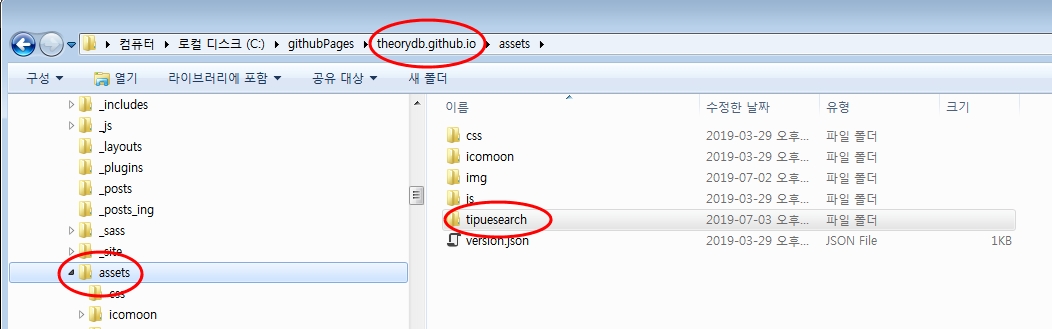 컴퓨터 로컬 디스크 (C:) githubPages theorydb.github.io assets
구성 열기 라이브러리에 포함 공유 대상 새 폴더
_includes
_js
_layouts
_plugins
_posts
_posts_ing
_sass
_site
assets
css
icomoon
이름 수정한 날짜 유형 크기
css 2019-03-29 오후... 파일 폴더
icomoon 2019-03-29 오후... 파일 폴더
img 2019-07-02 오후... 파일 폴더
js 2019-03-29 오후... 파일 폴더
tipuesearch 2019-07-03 오후... 파일 폴더
version.json 2019-03-29 오후... JSON File 1KB